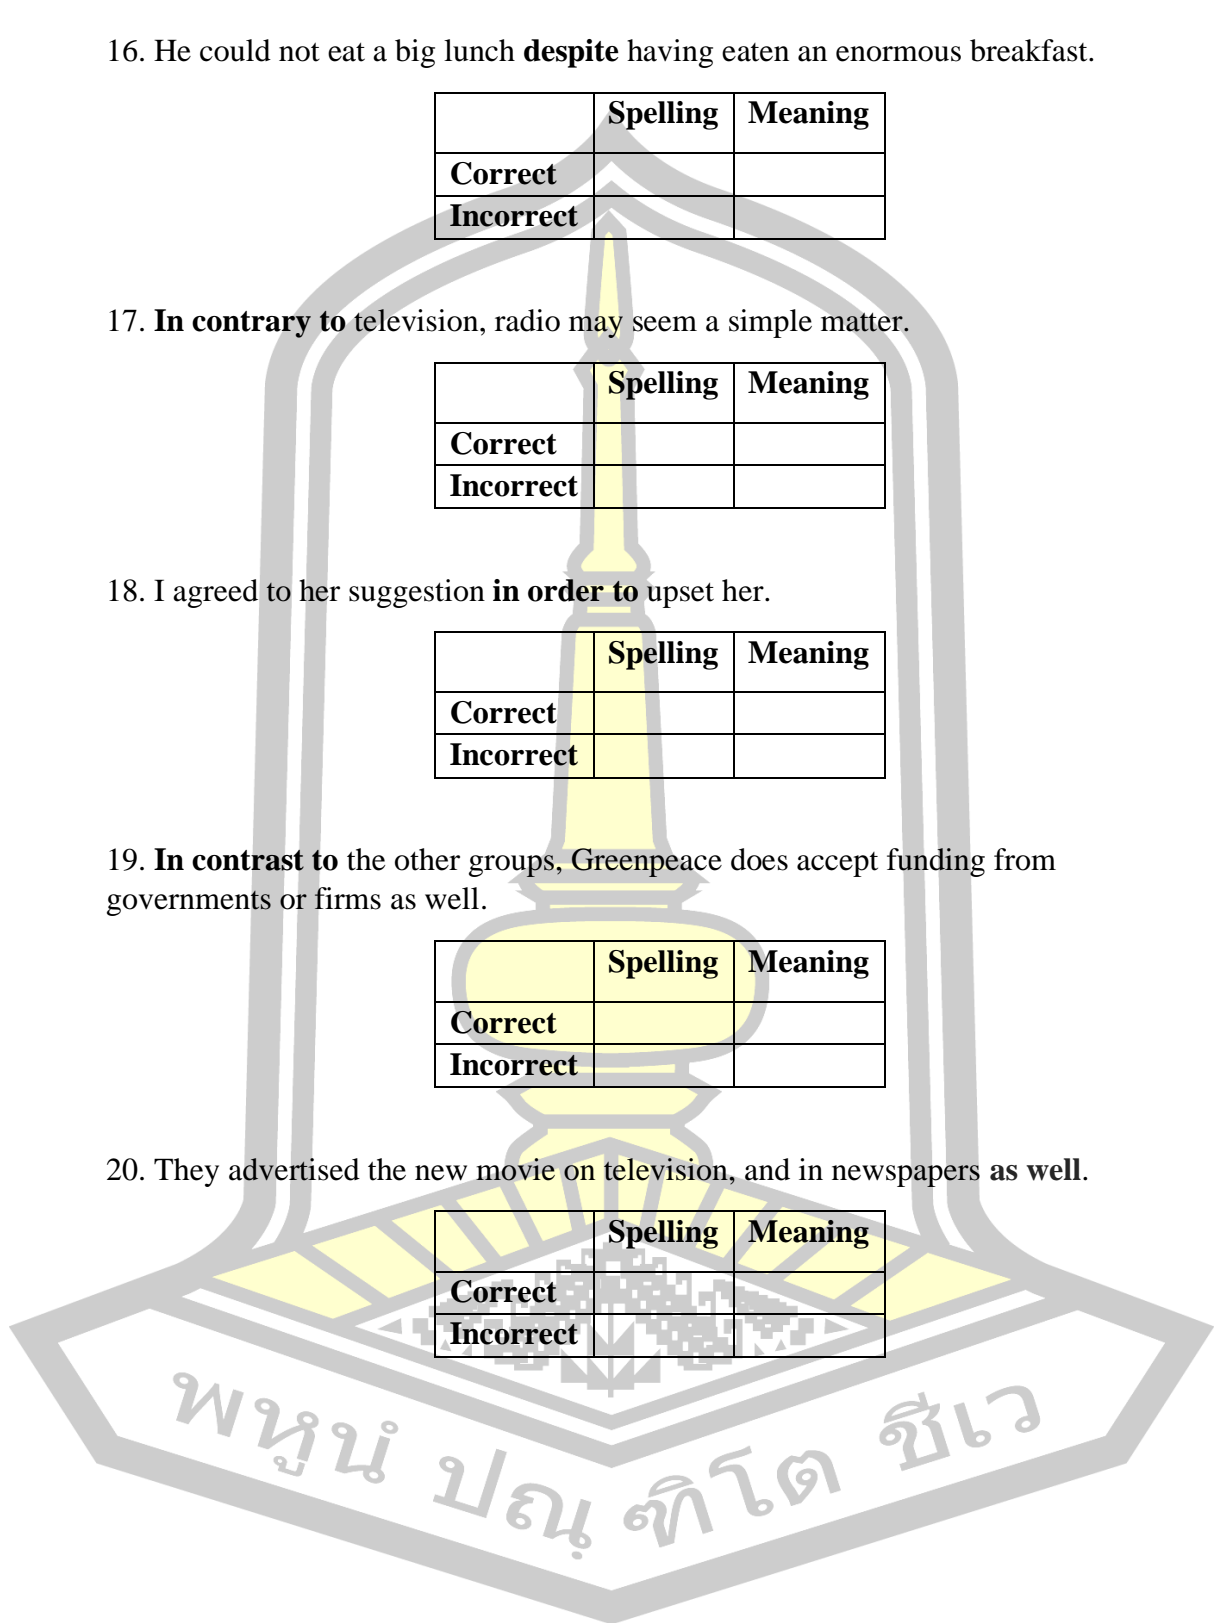 16. He could not eat a big lunch despite having eaten an enormous breakfast.
Spelling Meaning
Correct
Incorrect
17. In contrary to television, radio may seem a simple matter.
Spelling Meaning
Correct
Incorrect
18. I agreed to her suggestion in order to upset her.
Spelling Meaning
Correct
Incorrect
19. In contrast to the other groups, Greenpeace does accept funding from
governments or firms as well.
Spelling Meaning
Correct
Incorrect
20. They advertised the new movie on television, and in newspapers as well.
Spelling Meaning
Correct
Incorrect
พหูนํ ปณฺฑิโต ชีเว